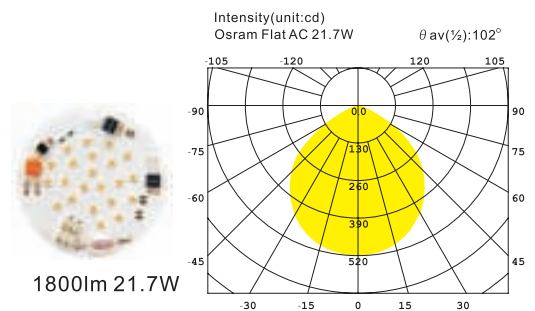 Intensity(unit:cd)
Osram Flat AC 21.7W
θav(½):102°
-105 -120 120 105
-90 0.0 90
-75 130 75
-60 260 60
390
-45 520 45
-30 -15 0 15 30
1800lm 21.7W